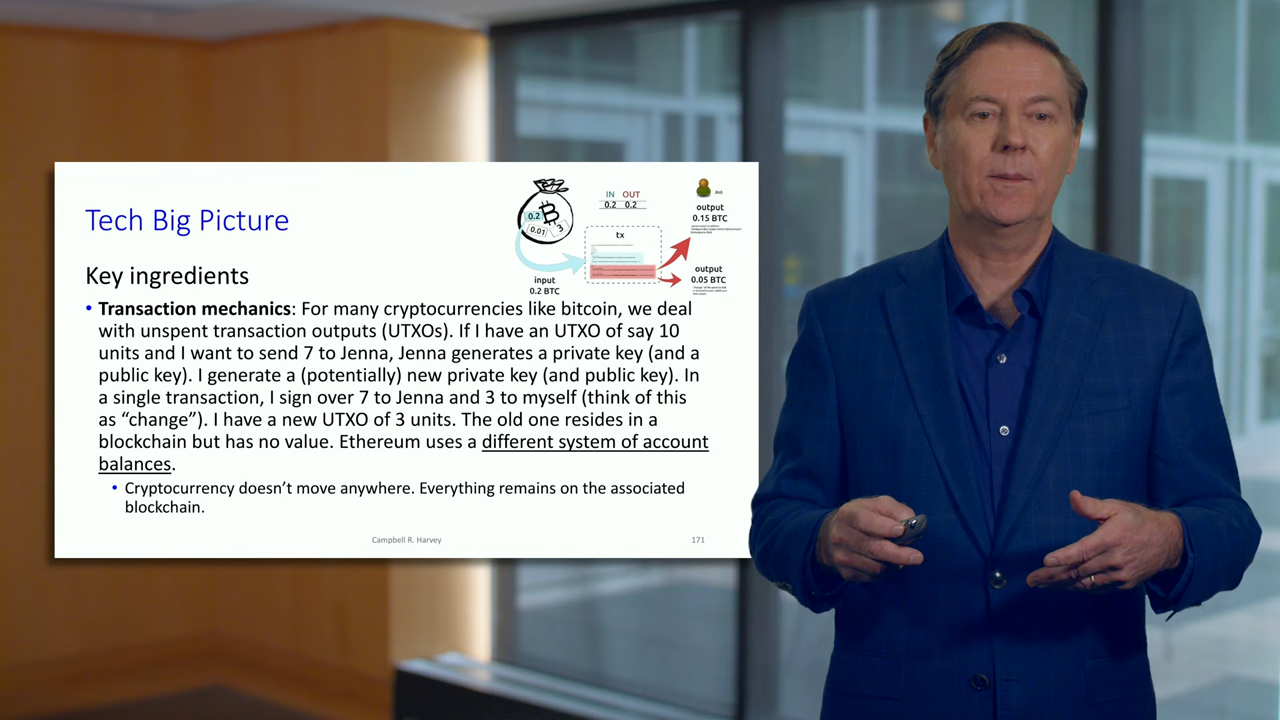 Tech Big Picture
0.2
0.01
3
input
0.2 BTC
IN OUT
0.2 0.2
tx
Bob
output
0.15 BTC
output
0.05 BTC
Key ingredients
• Transaction mechanics: For many cryptocurrencies like bitcoin, we deal
with unspent transaction outputs (UTXOs). If I have an UTXO of say 10
units and I want to send 7 to Jenna, Jenna generates a private key (and a
public key). I generate a (potentially) new private key (and public key). In
a single transaction, I sign over 7 to Jenna and 3 to myself (think of this
as “change”). I have a new UTXO of 3 units. The old one resides in a
blockchain but has no value. Ethereum uses a different system of account
balances.
• Cryptocurrency doesn’t move anywhere. Everything remains on the associated
blockchain.
Campbell R. Harvey
171